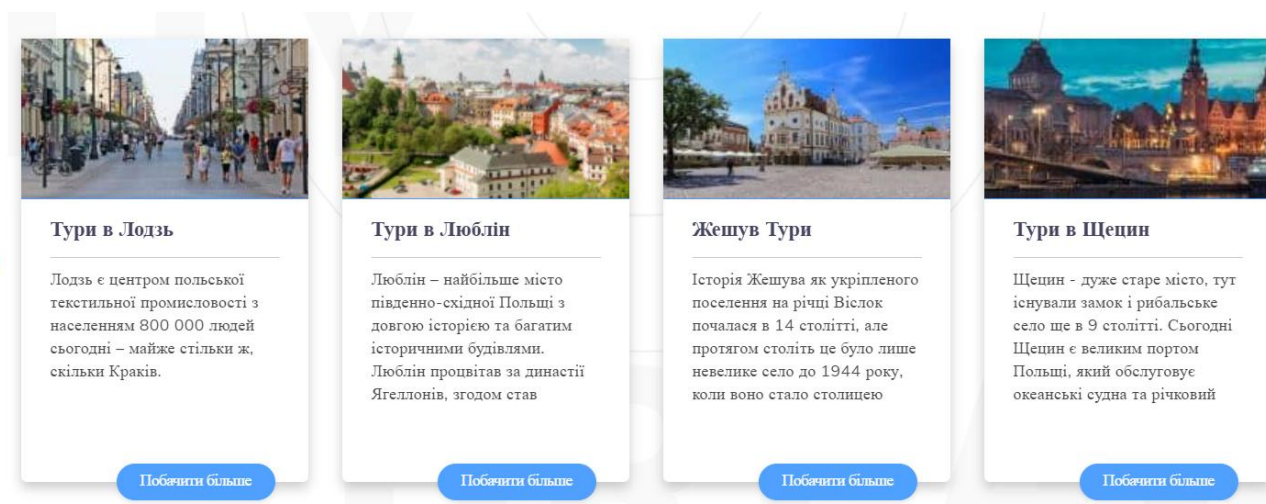 Тури в Лодзь
Лодзь є центром польської
текстильної промисловості з
населенням 800 000 людей
сьогодні – майже стільки ж,
скільки Краків.
Побачити більше
Тури в Люблін
Люблін – найбільше місто
південно-східної Польщі з
довгою історією та багатим
історичними будівлями.
Люблін процвітав за династії
Ягеллонів, згодом став
Побачити більше
Жешув Тури
Історія Жешува як укріпленого
поселення на річці Віслок
почалася в 14 столітті, але
протягом століть це було лише
невелике село до 1944 року,
коли воно стало столицею
Побачити більше
Тури в Щецин
Щецин - дуже старе місто, тут
існували замок і рибальське
село ще в 9 столітті. Сьогодні
Щецин є великим портом
Польщі, який обслуговує
океанські судна та річковий
Побачити більше